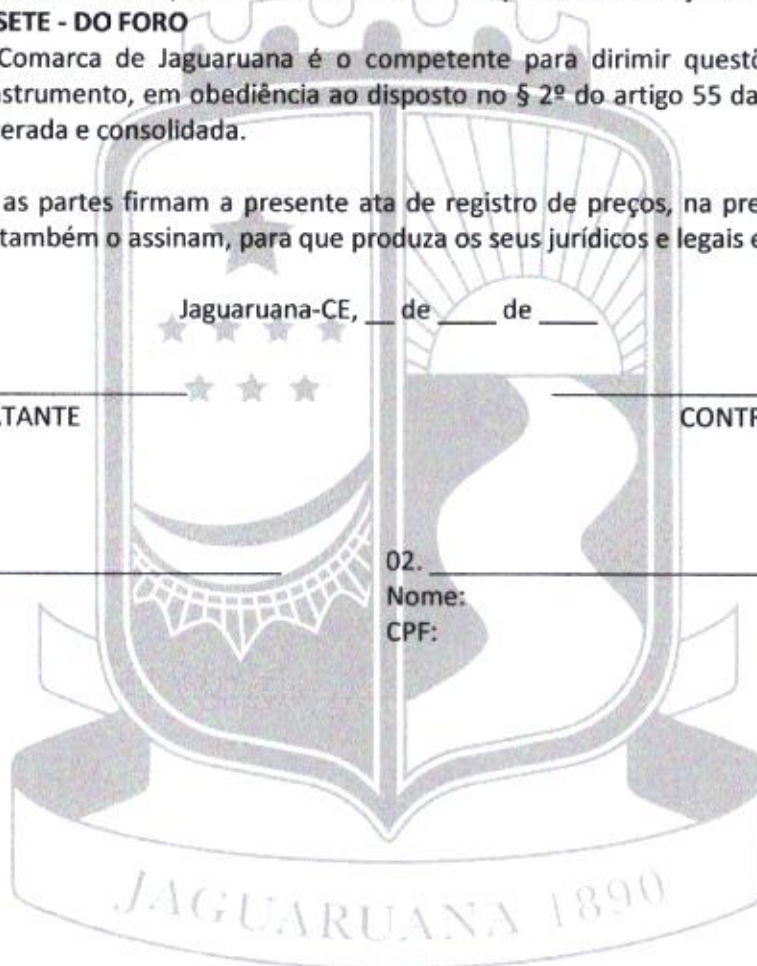 SETE - DO FORO
Comarca de Jaguaruana é o competente para dirimir questõ
nstrumento, em obediência ao disposto no § 2º do artigo 55 da
erada e consolidada.
as partes firmam a presente ata de registro de preços, na pre
também o assinam, para que produza os seus jurídicos e legais e
Jaguaruana-CE, __ de ____ de ____
TANTE CONTR
02. ____
Nome:
CPF:
JAGUARUANA 1890